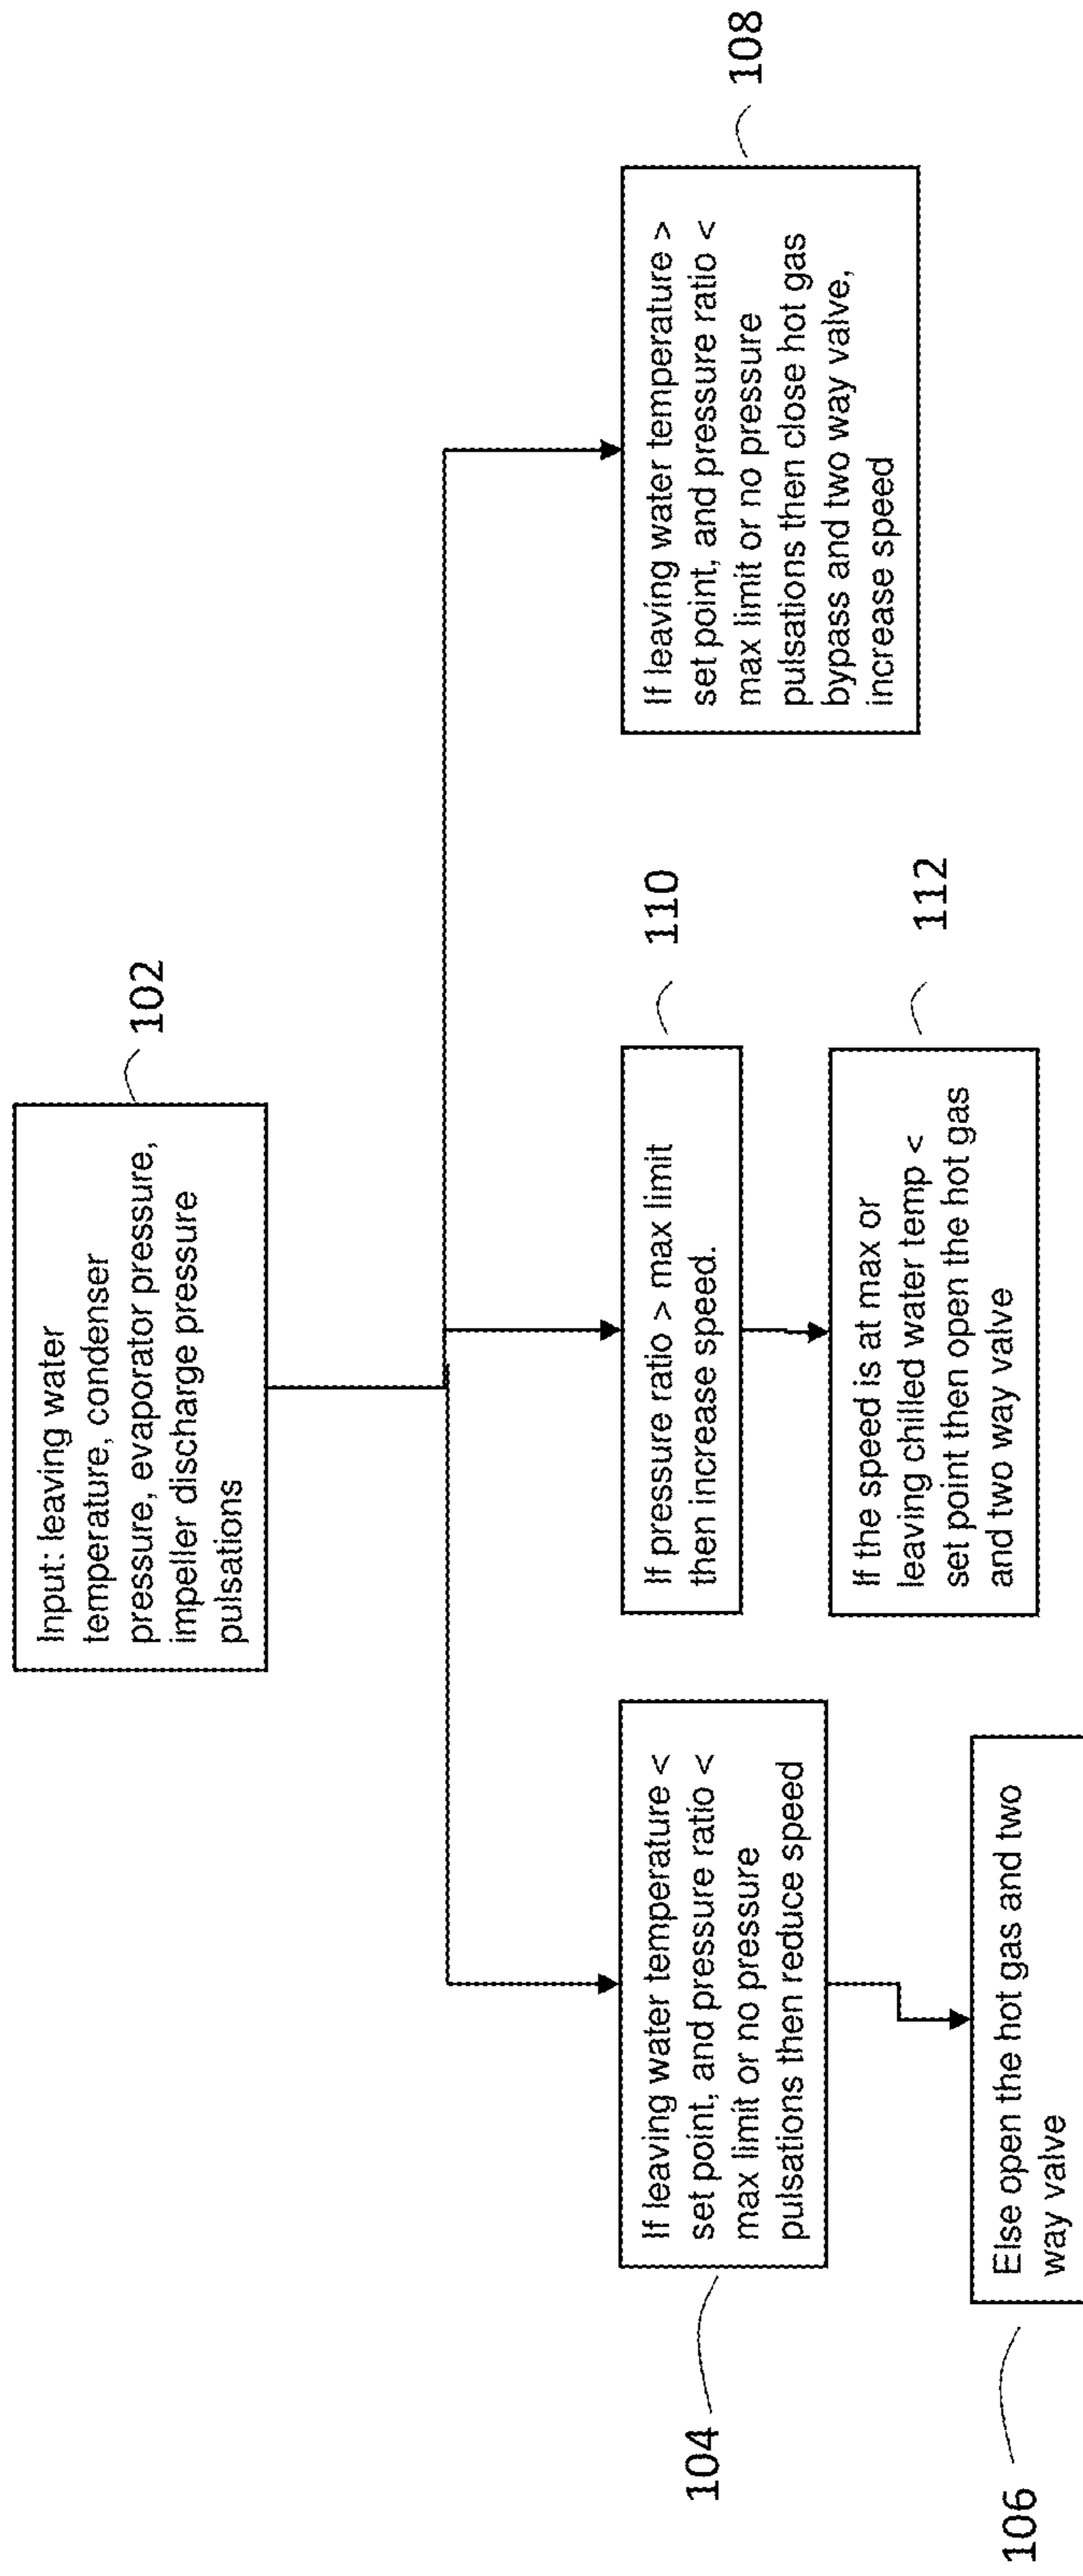 Input: leaving water
temperature, condenser
pressure, evaporator pressure,
impeller discharge pressure
pulsations
102
104
If leaving water temperature <
set point, and pressure ratio <
max limit or no pressure
pulsations then reduce speed
106
Else open the hot gas and two
way valve
If pressure ratio > max limit
then increase speed.
110
If the speed is at max or
leaving chilled water temp <
set point then open the hot gas
and two way valve
112
If leaving water temperature >
set point, and pressure ratio <
max limit or no pressure
pulsations then close hot gas
bypass and two way valve,
increase speed
108